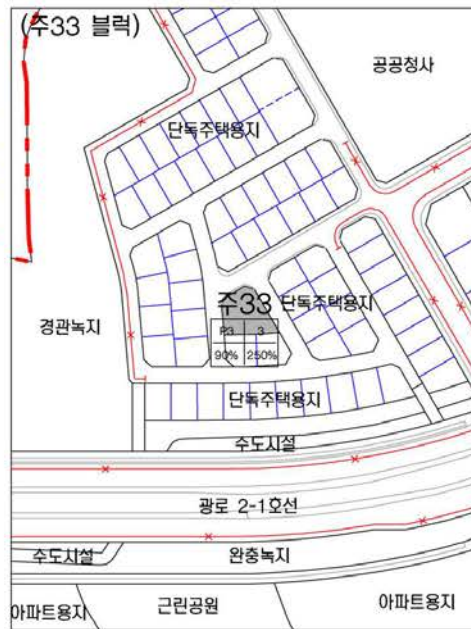 (주33 블럭)
공공청사
단독주택용지
주33 단독주택용지
P3 3
90% 250%
경관녹지
단독주택용지
수도시설
광로 2-1호선
수도시설 완충녹지
아파트용지 근린공원 아파트용지